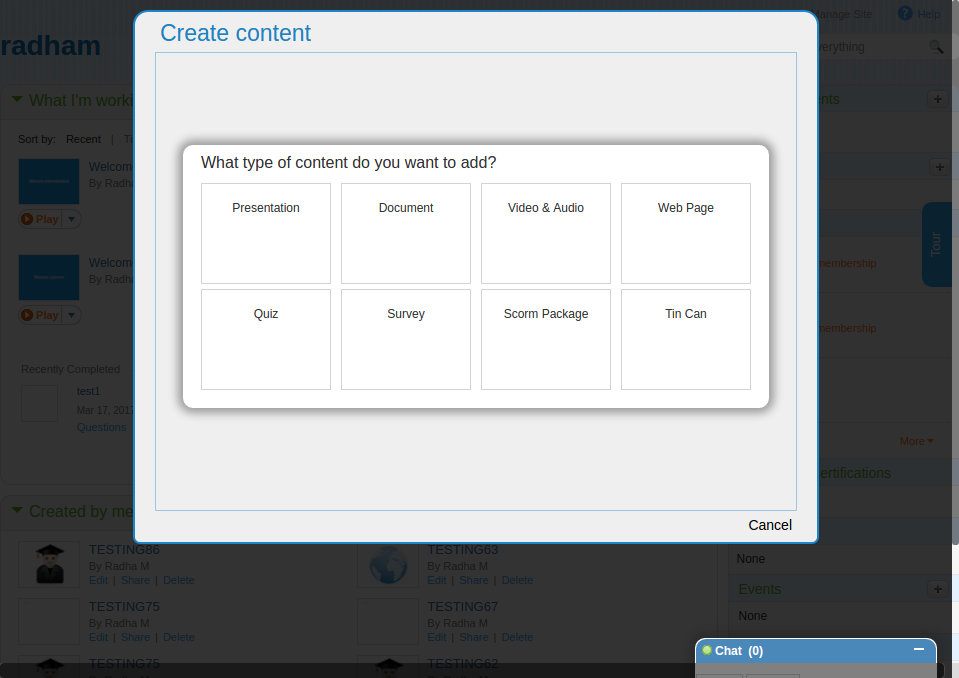 Manage Site
Help
radham
everything
Create content
What I'm worki
Sort by: Recent |
Welcom
By Radha
Play
Welcom
By Radha
Play
Recently Completed
test1
Mar 17, 2017
Questions
What type of content do you want to add?
Presentation
Document
Video & Audio
Web Page
Quiz
Survey
Scorm Package
Tin Can
Cancel
nts
Tour
membership
membership
More
ertifications
None
Events
None
Created by me
TESTING86
By Radha M
Edit | Share | Delete
TESTING63
By Radha M
Edit | Share | Delete
TESTING75
By Radha M
Edit | Share | Delete
TESTING67
By Radha M
Edit | Share | Delete
TESTING75
TESTING62
Chat (0)